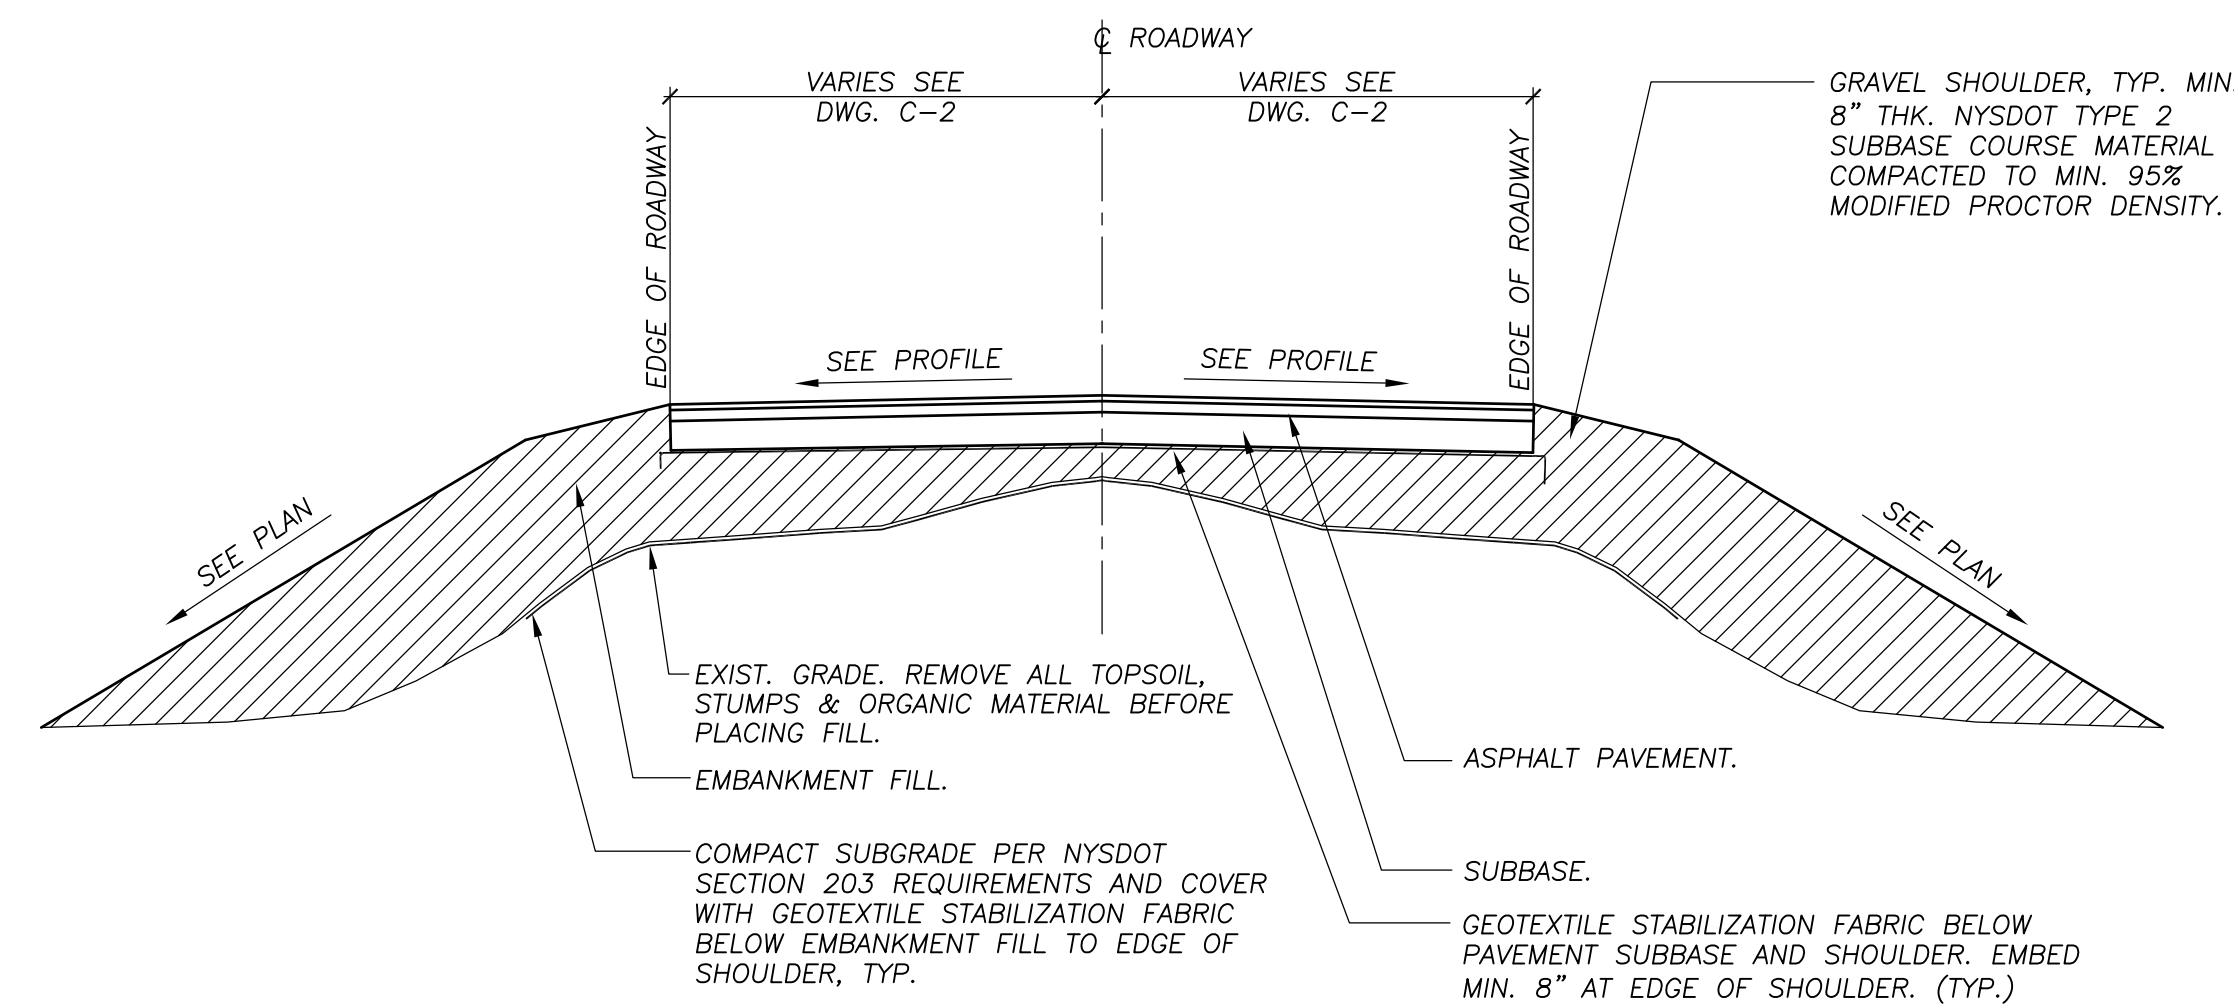 ℄ ROADWAY
VARIES SEE
DWG. C-2
VARIES SEE
DWG. C-2
GRAVEL SHOULDER, TYP. MIN.
8" THK. NYSDOT TYPE 2
SUBBASE COURSE MATERIAL
COMPACTED TO MIN. 95%
MODIFIED PROCTOR DENSITY.
EDGE OF ROADWAY
EDGE OF ROADWAY
SEE PROFILE
SEE PROFILE
SEE PLAN
SEE PLAN
EXIST. GRADE. REMOVE ALL TOPSOIL,
STUMPS & ORGANIC MATERIAL BEFORE
PLACING FILL.
EMBANKMENT FILL.
COMPACT SUBGRADE PER NYSDOT
SECTION 203 REQUIREMENTS AND COVER
WITH GEOTEXTILE STABILIZATION FABRIC
BELOW EMBANKMENT FILL TO EDGE OF
SHOULDER, TYP.
ASPHALT PAVEMENT.
SUBBASE.
GEOTEXTILE STABILIZATION FABRIC BELOW
PAVEMENT SUBBASE AND SHOULDER. EMBED
MIN. 8" AT EDGE OF SHOULDER. (TYP.)